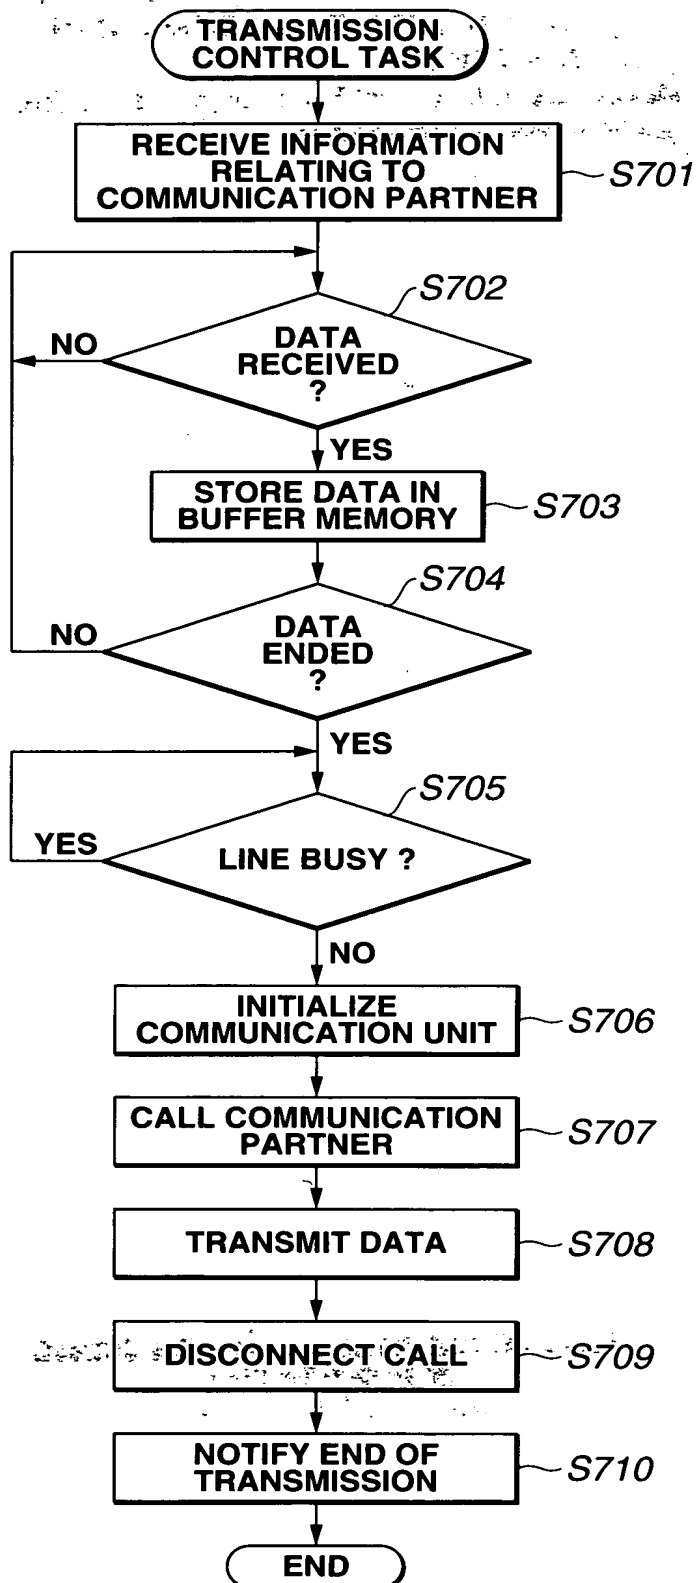 TRANSMISSION
CONTROL TASK
RECEIVE INFORMATION
RELATING TO
COMMUNICATION PARTNER
S701
S702
DATA
RECEIVED
?
NO
YES
STORE DATA IN
BUFFER MEMORY
S703
S704
DATA
ENDED
?
NO
YES
S705
LINE BUSY ?
YES
NO
INITIALIZE
COMMUNICATION UNIT
S706
CALL COMMUNICATION
PARTNER
S707
TRANSMIT DATA
S708
DISCONNECT CALL
S709
NOTIFY END OF
TRANSMISSION
S710
END